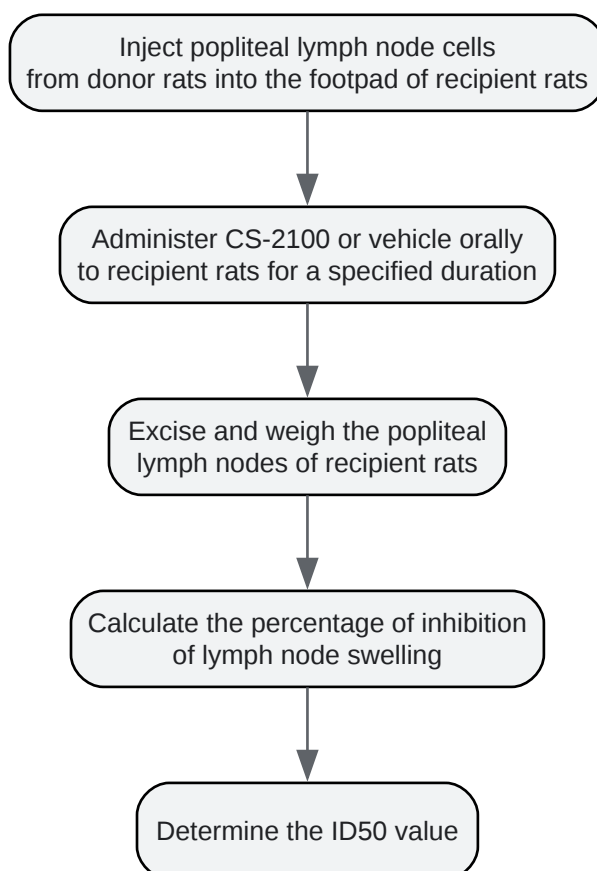 Inject popliteal lymph node cells
from donor rats into the footpad of recipient rats
Administer CS-2100 or vehicle orally
to recipient rats for a specified duration
Excise and weigh the popliteal
lymph nodes of recipient rats
Calculate the percentage of inhibition
of lymph node swelling
Determine the ID50 value